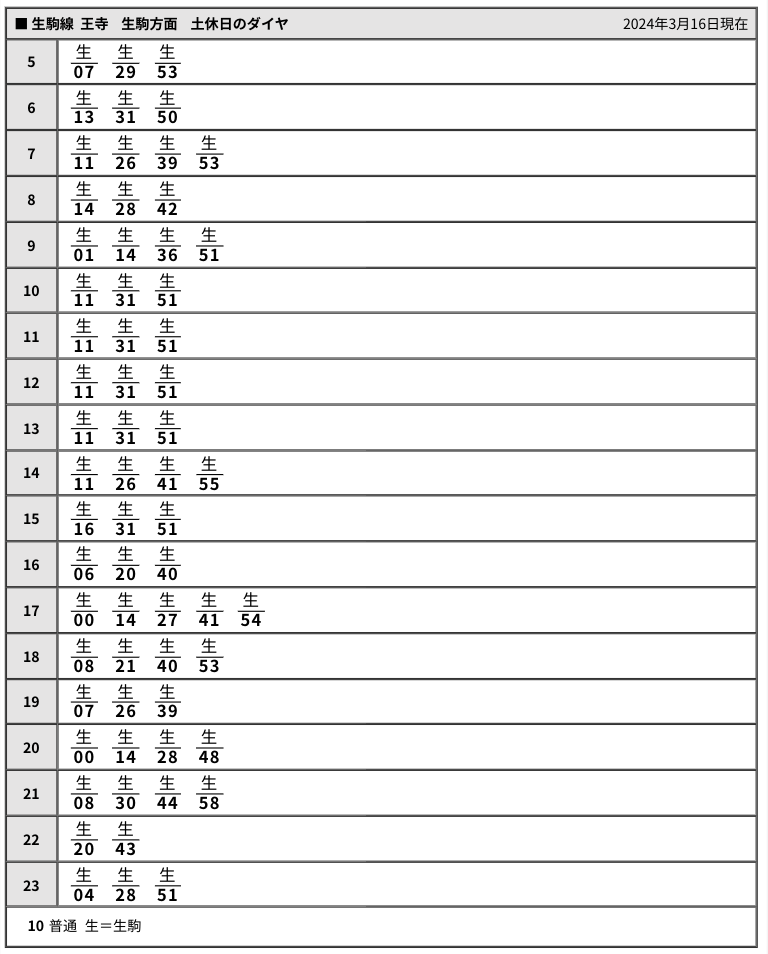 ■ 生駒線 王寺 生駒方面 土休日のダイヤ 2024年3月16日現在
生 生 生
5 07 29 53
生 生 生
6 13 31 50
生 生 生 生
7 11 26 39 53
生 生 生
8 14 28 42
生 生 生 生
9 01 14 36 51
生 生 生
10 11 31 51
生 生 生
11 11 31 51
生 生 生
12 11 31 51
生 生 生
13 11 31 51
生 生 生 生
14 11 26 41 55
生 生 生
15 16 31 51
生 生 生
16 06 20 40
生 生 生 生 生
17 00 14 27 41 54
生 生 生 生
18 08 21 40 53
生 生 生
19 07 26 39
生 生 生 生
20 00 14 28 48
生 生 生 生
21 08 30 44 58
生 生
22 20 43
生 生 生
23 04 28 51
10 普通 生＝生駒